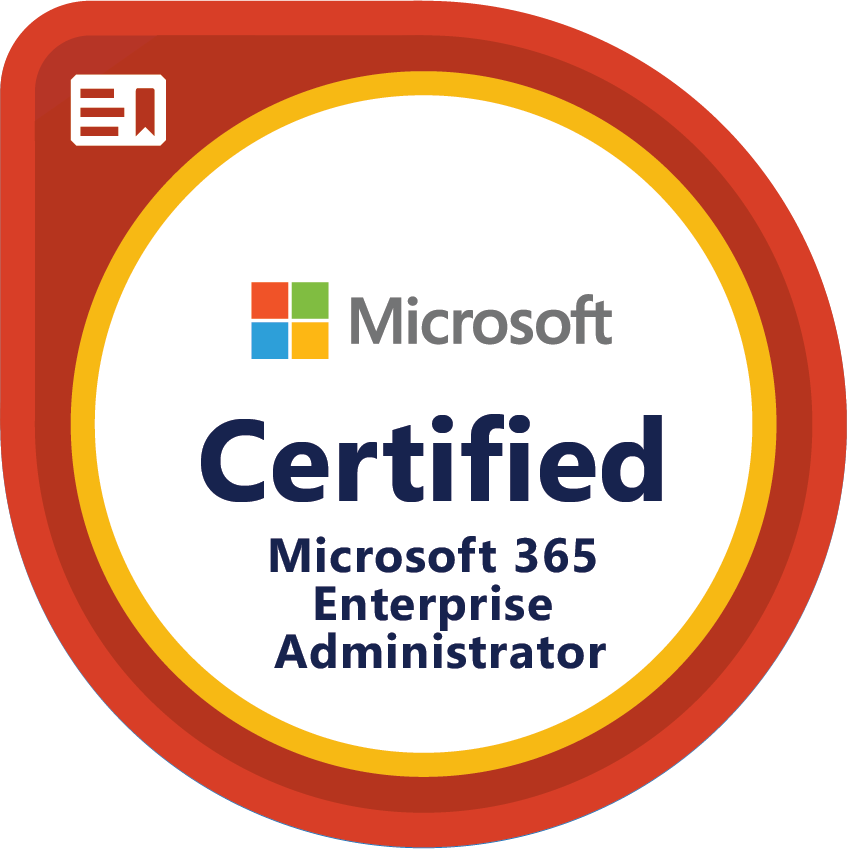 Microsoft
Certified
Microsoft 365
Enterprise
Administrator